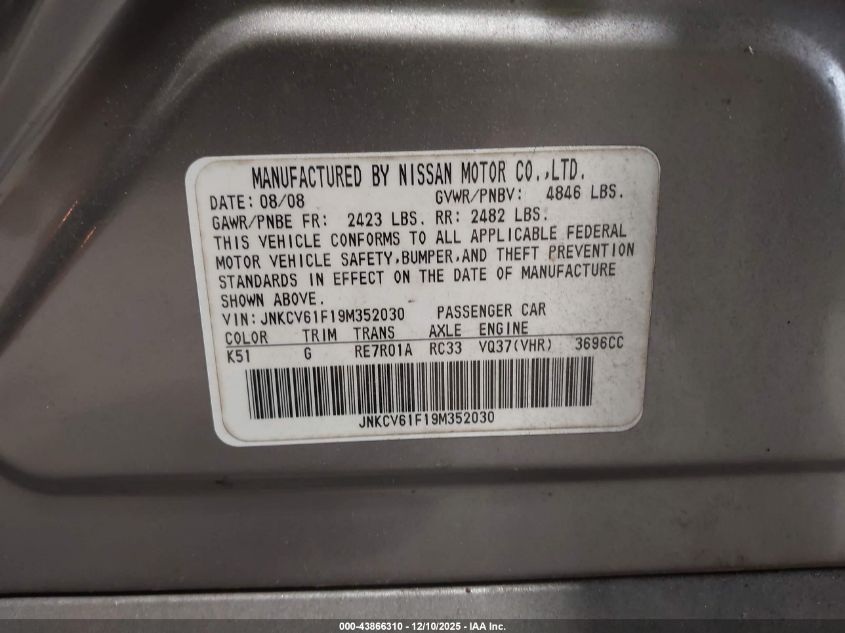 MANUFACTURED BY NISSAN MOTOR CO.,LTD.
DATE: 08/08 GVWR/PNBV: 4846 LBS.
GAWR/PNBE FR: 2423 LBS. RR: 2482 LBS.
THIS VEHICLE CONFORMS TO ALL APPLICABLE FEDERAL
MOTOR VEHICLE SAFETY,BUMPER,AND THEFT PREVENTION
STANDARDS IN EFFECT ON THE DATE OF MANUFACTURE
SHOWN ABOVE.
VIN: JNKCV61F19M352030 PASSENGER CAR
COLOR TRIM TRANS AXLE ENGINE
K51 G RE7R01A RC33 VQ37(VHR) 3696CC
JNKCV61F19M352030
000-43866310 - 12/10/2025 - IAA Inc.